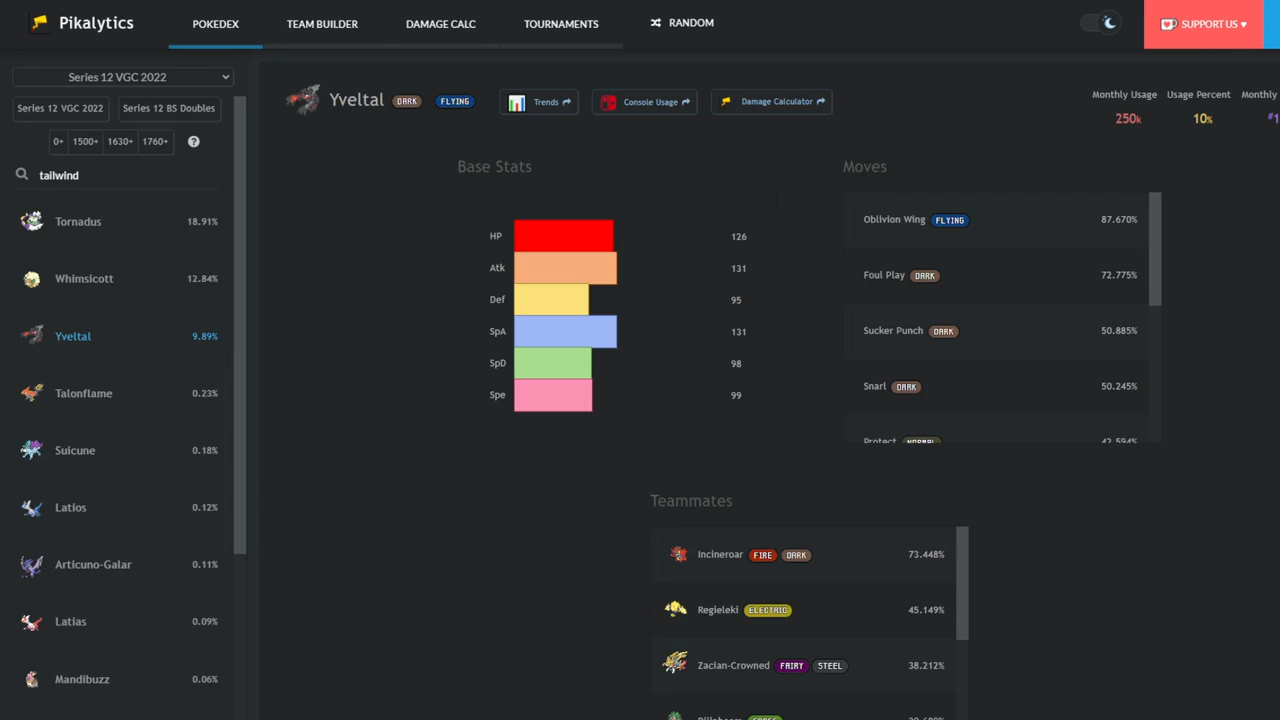 Pikalytics
POKEDEX
TEAM BUILDER
DAMAGE CALC
TOURNAMENTS
RANDOM
SUPPORT US ♥
Series 12 VGC 2022
Series 12 VGC 2022
Series 12 BS Doubles
0+
1500+
1630+
1760+
?
tailwind
Tornadus 18.91%
Whimsicott 12.84%
Yveltal 9.89%
Talonflame 0.23%
Suicune 0.18%
Latios 0.12%
Articuno-Galar 0.11%
Latias 0.09%
Mandibuzz 0.06%
Yveltal DARK FLYING
Trends
Console Usage
Damage Calculator
Monthly Usage
250k
Usage Percent
10%
Monthly
#1
Base Stats
HP 126
Atk 131
Def 95
SpA 131
SpD 98
Spe 99
Moves
Oblivion Wing FLYING 87.670%
Foul Play DARK 72.775%
Sucker Punch DARK 50.885%
Snarl DARK 50.245%
Protect NORMAL 42.594%
Teammates
Incineroar FIRE DARK 73.448%
Regieleki ELECTRIC 45.149%
Zacian-Crowned FAIRY STEEL 38.212%